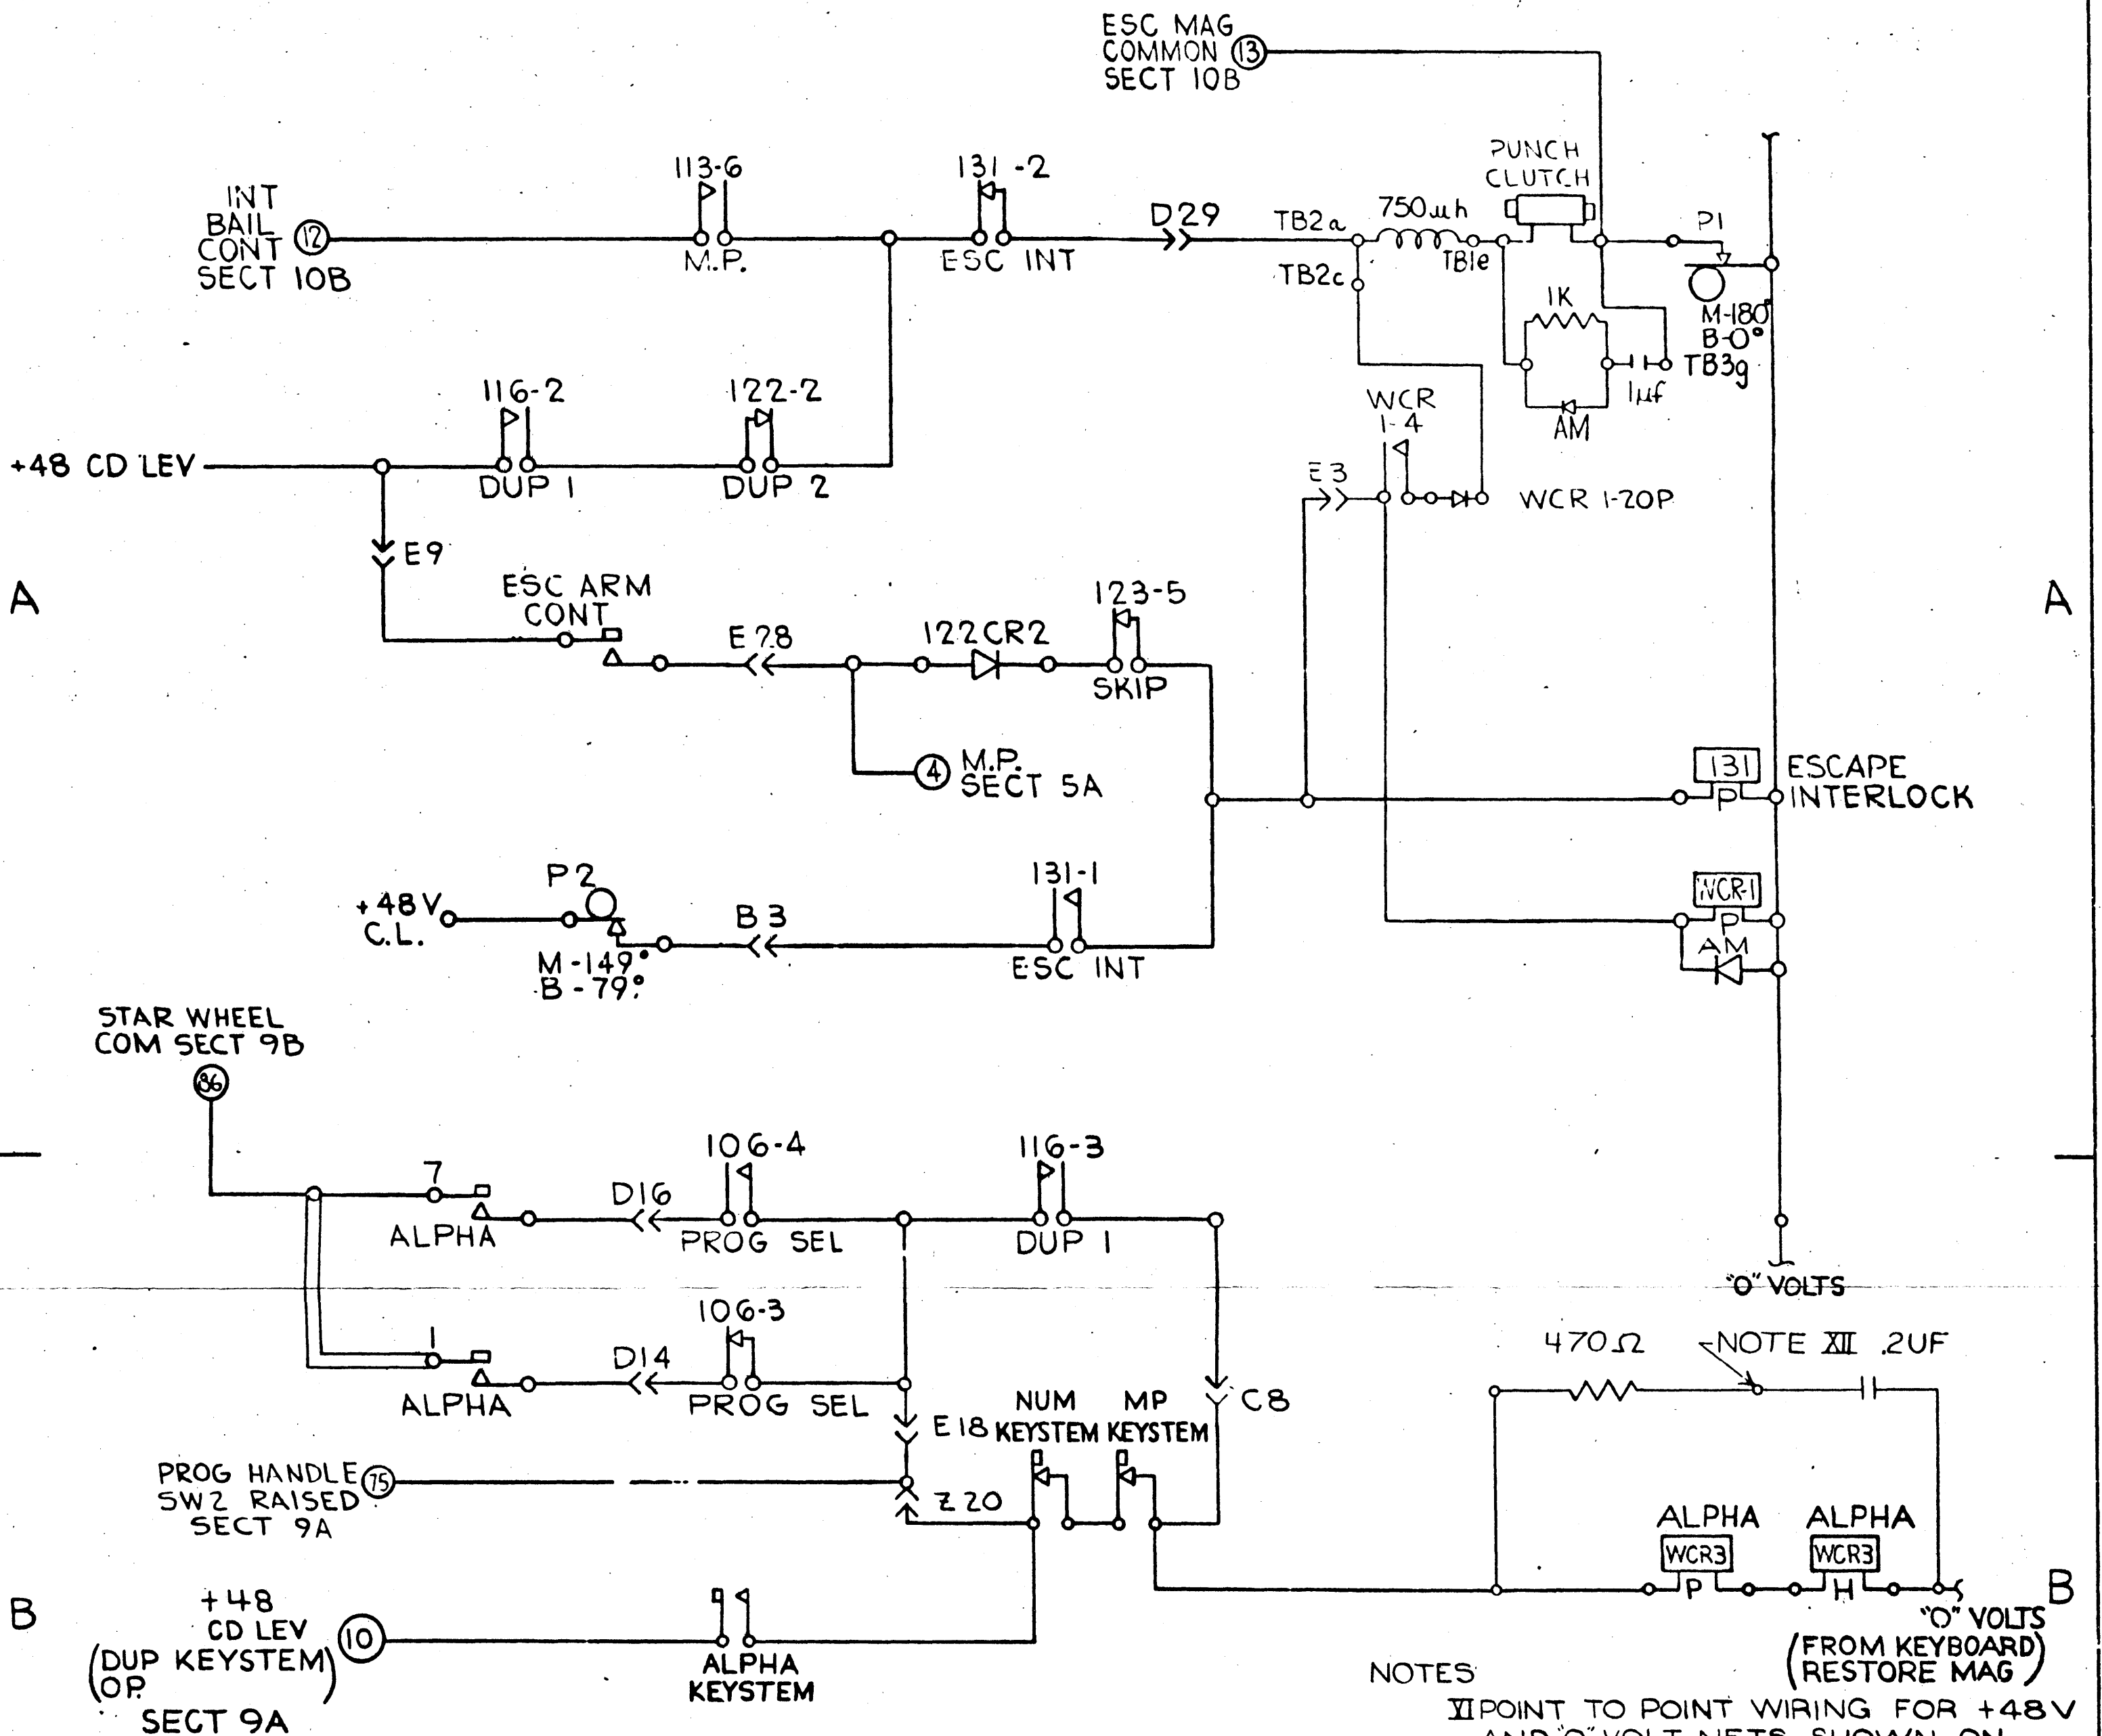 ESC MAG
COMMON 13
SECT 10B
113-6
131-2
INT
BAIL
CONT 12
SECT 10B
M.P.
ESC INT
D29
TB2a
750µh
TB1e
TB2c
PUNCH
CLUTCH
P1
M-180°
B-0°
1K
TB3g
1µf
AM
116-2
122-2
+48 CD LEV
DUP 1
DUP 2
WCR
1-4
E3
WCR 1-20P
E9
A
A
ESC ARM
CONT
E28
122CR2
123-5
SKIP
4 M.P.
SECT 5A
131
P
ESCAPE
INTERLOCK
P2
+48V
C.L.
M-149°
B-79°
B3
131-1
ESC INT
WCR-1
P
AM
STAR WHEEL
COM SECT 9B
36
7
ALPHA
D16
106-4
PROG SEL
116-3
DUP 1
"O" VOLTS
1
ALPHA
D14
106-3
PROG SEL
E18
NUM
KEYSTEM
MP
KEYSTEM
C8
470Ω
NOTE XII .2UF
PROG HANDLE 75
SW2 RAISED
SECT 9A
Z20
ALPHA
WCR3
P
ALPHA
WCR3
H
B
B
+48
CD LEV 10
(DUP KEYSTEM)
OP.
SECT 9A
ALPHA
KEYSTEM
"O" VOLTS
(FROM KEYBOARD
RESTORE MAG)
NOTES
VI POINT TO POINT WIRING FOR +48V
AND "O" VOLT NETS SHOWN ON